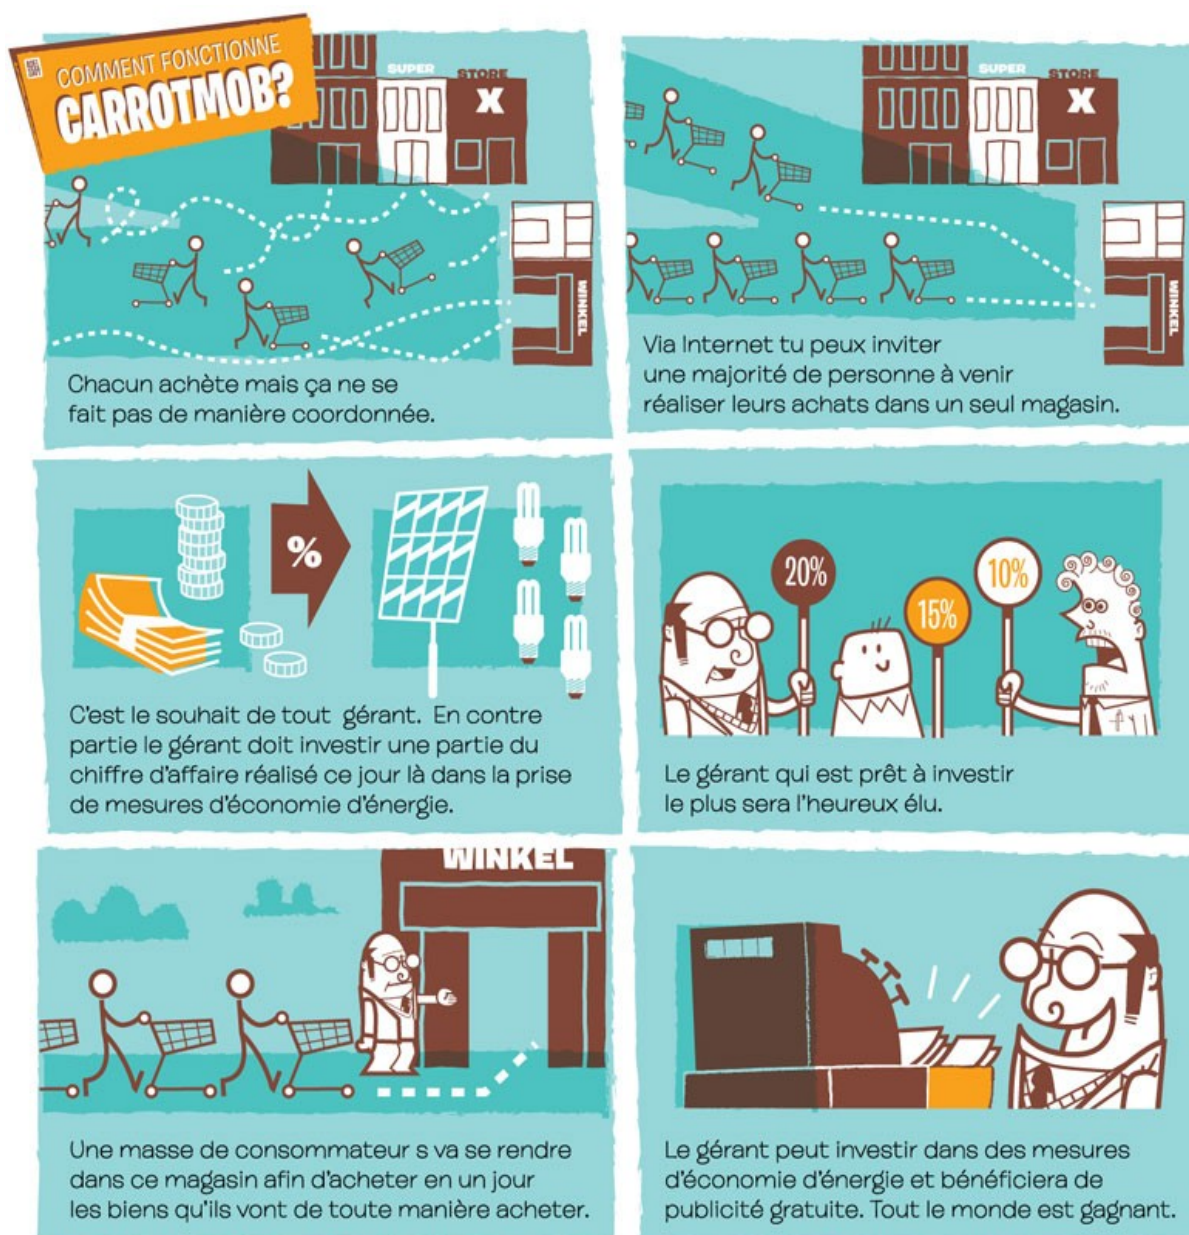 COMMENT FONCTIONNE
CARROTMOB?
SUPER
STORE
X
WINKEL
Chacun achète mais ça ne se
fait pas de manière coordonnée.
SUPER
STORE
X
WINKEL
Via Internet tu peux inviter
une majorité de personne à venir
réaliser leurs achats dans un seul magasin.
%
C'est le souhait de tout gérant. En contre
partie le gérant doit investir une partie du
chiffre d'affaire réalisé ce jour là dans la prise
de mesures d'économie d'énergie.
20%
15%
10%
Le gérant qui est prêt à investir
le plus sera l'heureux élu.
WINKEL
Une masse de consommateur s va se rendre
dans ce magasin afin d'acheter en un jour
les biens qu'ils vont de toute manière acheter.
Le gérant peut investir dans des mesures
d'économie d'énergie et bénéficiera de
publicité gratuite. Tout le monde est gagnant.